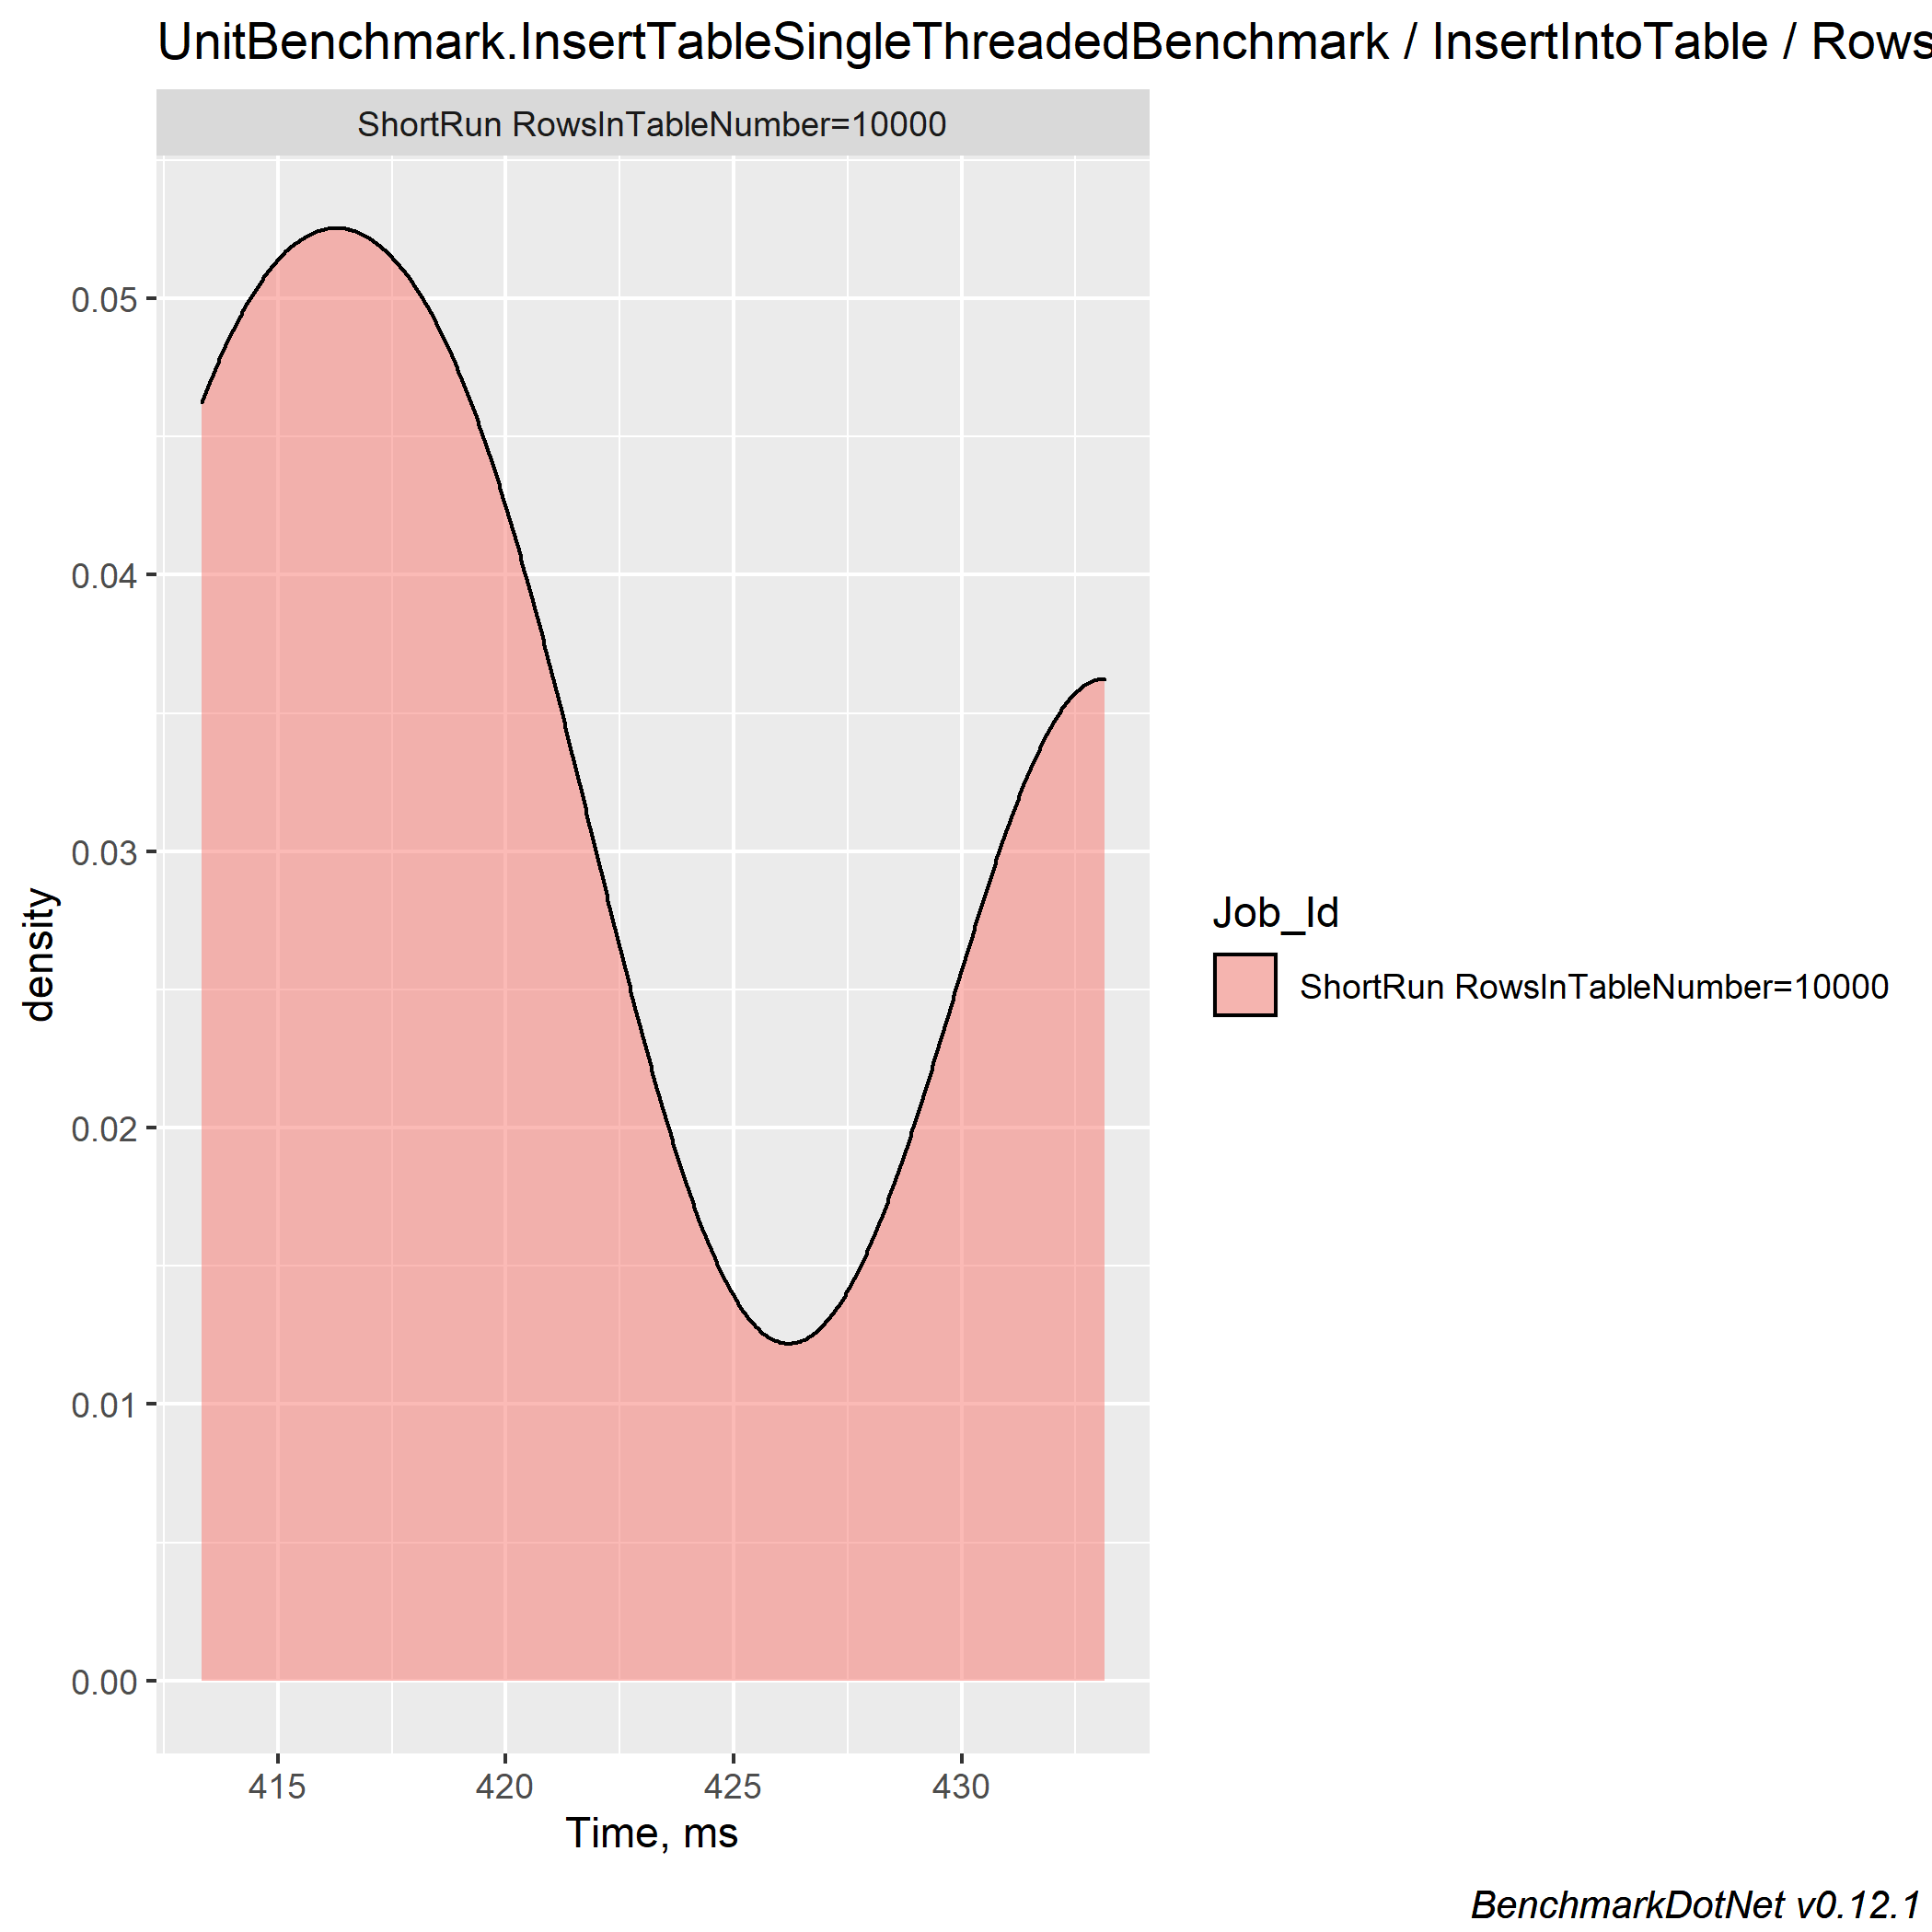 UnitBenchmark.InsertTableSingleThreadedBenchmark / InsertIntoTable / Rows
ShortRun RowsInTableNumber=10000
0.05
0.04
0.03
0.02
0.01
0.00
density
415 420 425 430
Time, ms
Job_Id
ShortRun RowsInTableNumber=10000
BenchmarkDotNet v0.12.1